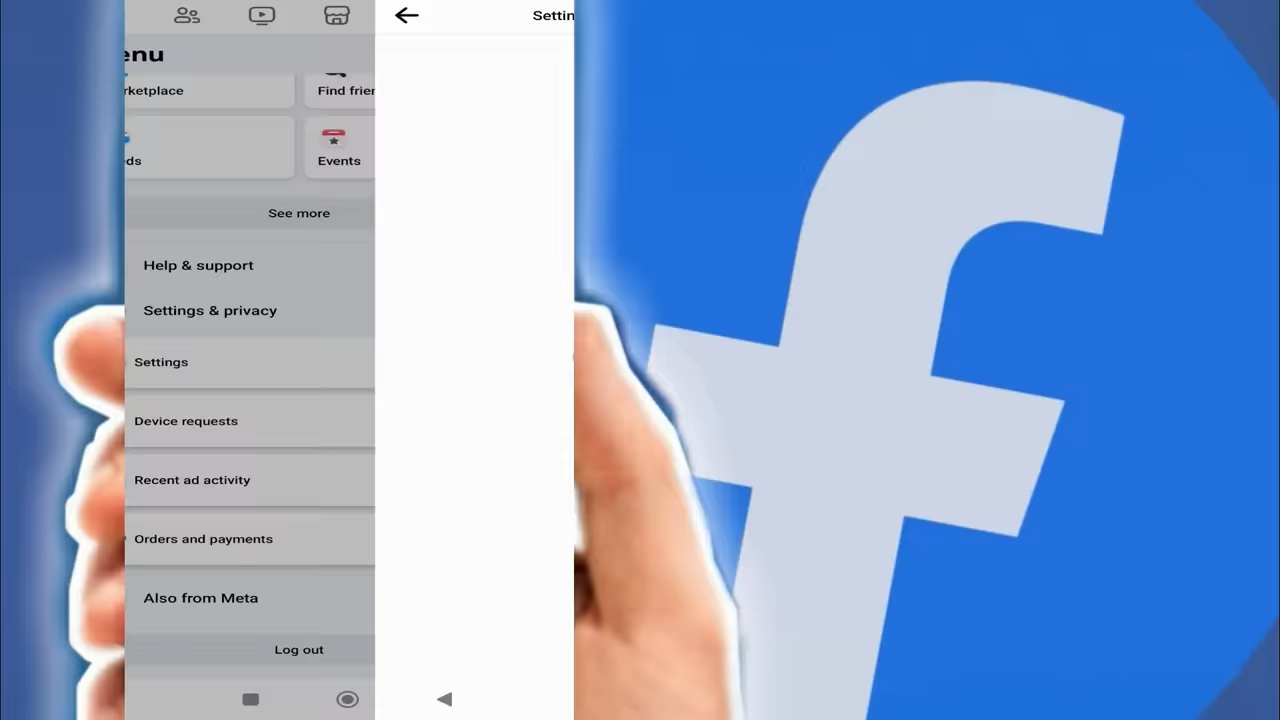 Settin
enu
rketplace
Find frier
ds
Events
See more
Help & support
Settings & privacy
Settings
Device requests
Recent ad activity
Orders and payments
Also from Meta
Log out